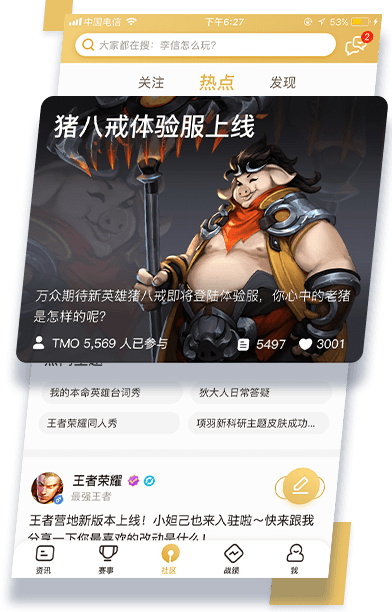 中国电信 下午6:27 53%
大家都在搜：李信怎么玩?
2
关注 热点 发现
猪八戒体验服上线
万众期待新英雄猪八戒即将登陆体验服，你心中的老猪
是怎样的呢?
TMO 5,569 人已参与 5497 3001
我的本命英雄台词秀 狄大人日常答疑
王者荣耀同人秀 项羽新科研主题皮肤成功...
王者荣耀
最强王者
王者营地新版本上线！小妲己也来入驻啦～快来跟我
分享一下你最喜欢的改动是什么！
资讯 赛事 社区 战绩 我